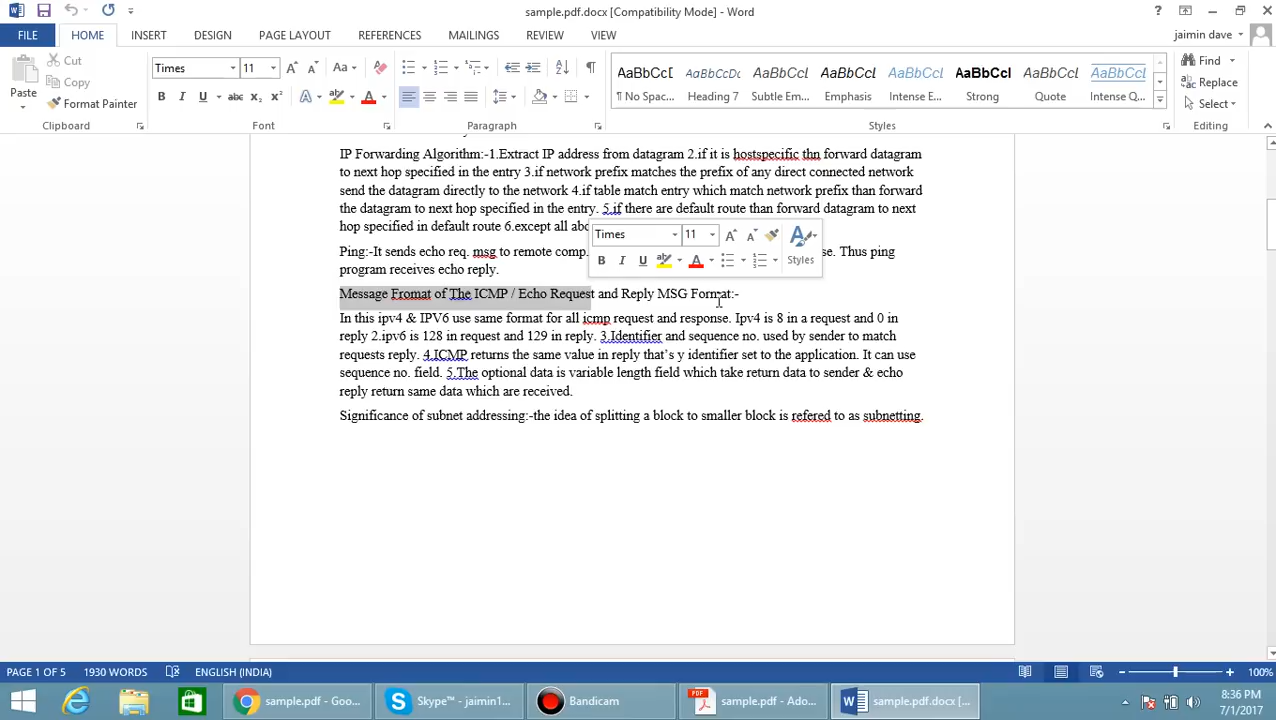 sample.pdf.docx [Compatibility Mode] - Word
FILE HOME INSERT DESIGN PAGE LAYOUT REFERENCES MAILINGS REVIEW VIEW jaimin dave
Paste Cut Copy Format Painter
Clipboard
Times 11
Font
Paragraph
AaBbCcD AaBbCcDc AaBbCcl AaBbCcl AaBbCcl AaBbCcl AaBbCcl AaBbCcl
¶ No Spac... Heading 7 Subtle Em... Emphasis Intense E... Strong Quote Intense Q...
Styles
Find Replace Select
Editing
IP Forwarding Algorithm:-1.Extract IP address from datagram 2.if it is hostspecific thn forward datagram
to next hop specified in the entry 3.if network prefix matches the prefix of any direct connected network
send the datagram directly to the network 4.if table match entry which match network prefix than forward
the datagram to next hop specified in the entry. 5.if there are default route than forward datagram to next
hop specified in default route 6.except all abo
Ping:-It sends echo req. msg to remote comp. se. Thus ping
program receives echo reply.
Times 11
B I U A Styles
Message Fromat of The ICMP / Echo Request and Reply MSG Format:-
In this ipv4 & IPV6 use same format for all icmp request and response. Ipv4 is 8 in a request and 0 in
reply 2.ipv6 is 128 in request and 129 in reply. 3.Identifier and sequence no. used by sender to match
requests reply. 4.ICMP returns the same value in reply that's y identifier set to the application. It can use
sequence no. field. 5.The optional data is variable length field which take return data to sender & echo
reply return same data which are received.
Significance of subnet addressing:-the idea of splitting a block to smaller block is refered to as subnetting.
PAGE 1 OF 5 1930 WORDS ENGLISH (INDIA) 100%
sample.pdf - Goo... Skype™ - jaimin1... Bandicam sample.pdf - Ado... sample.pdf.docx [...
8:36 PM
7/1/2017